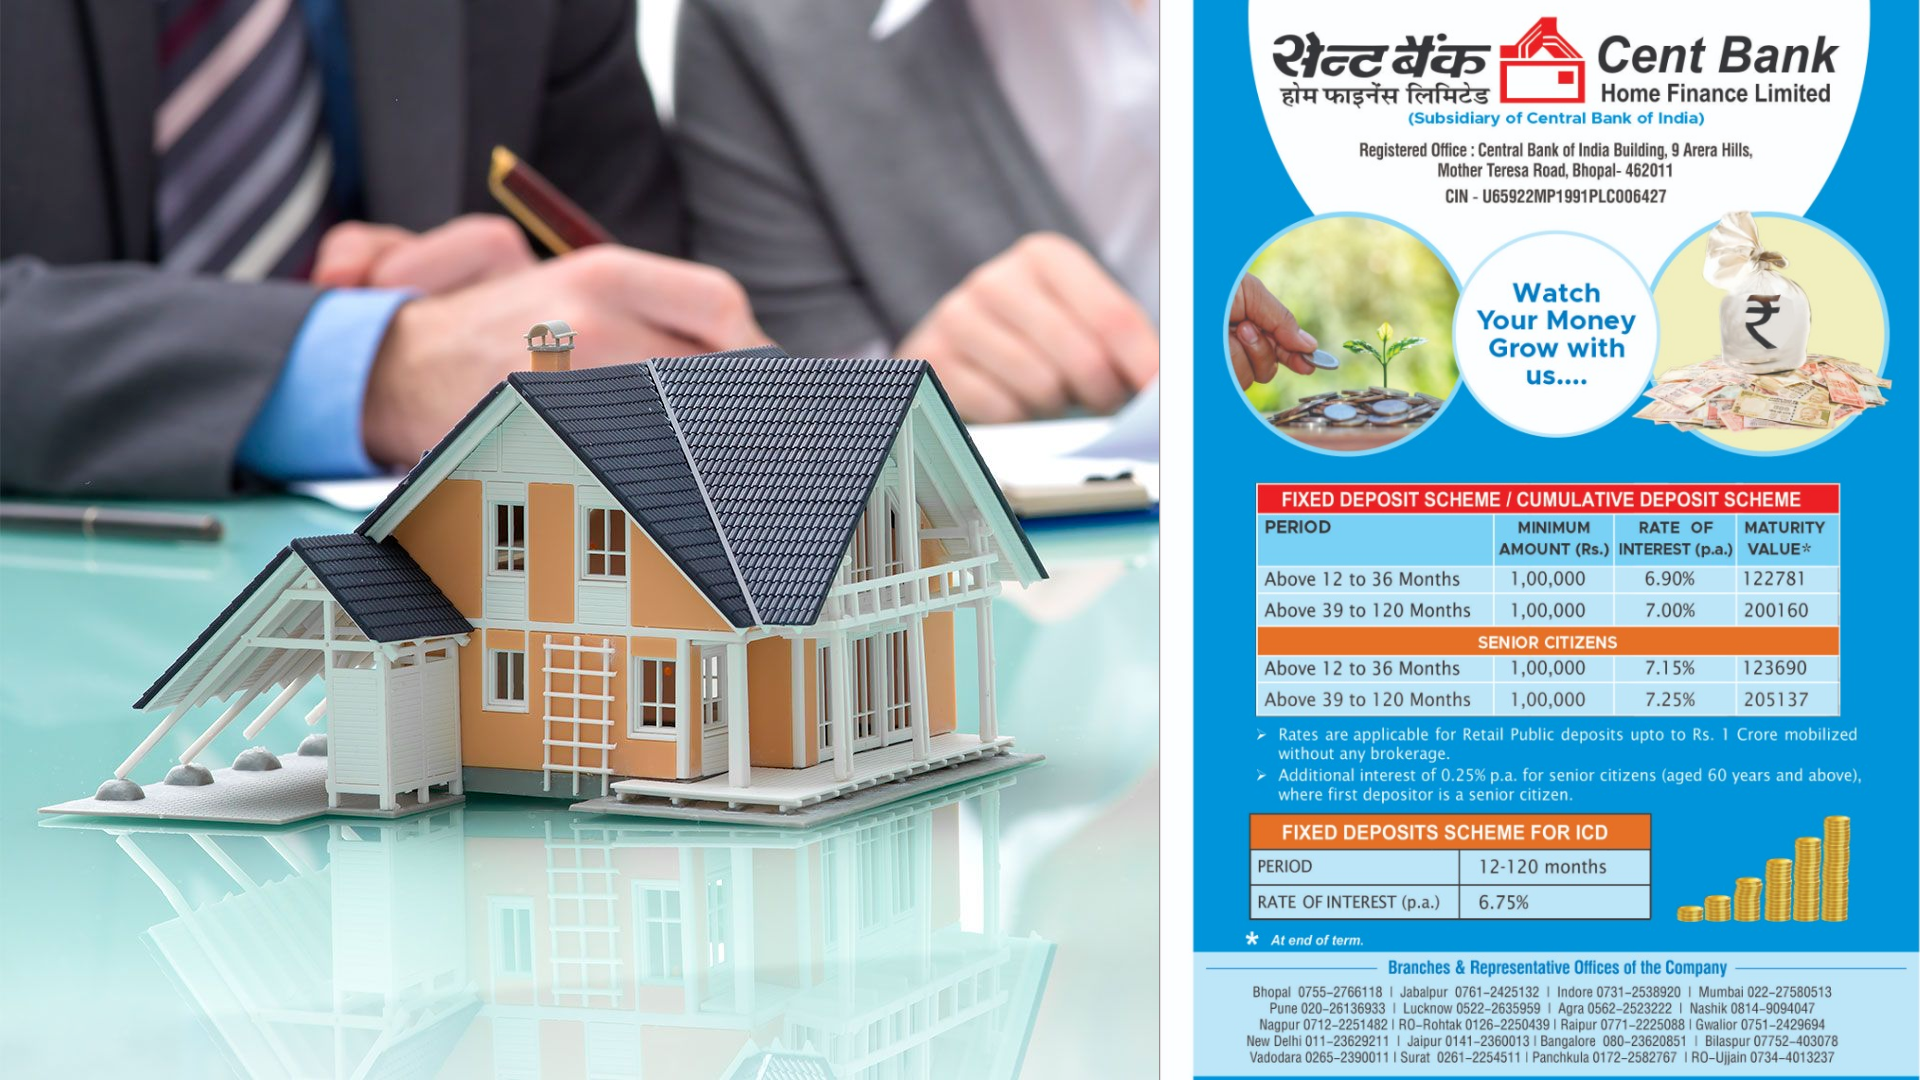 सेन्ट बैंक
होम फाइनेंस लिमिटेड
Cent Bank
Home Finance Limited
(Subsidiary of Central Bank of India)
Registered Office : Central Bank of India Building, 9 Arera Hills,
Mother Teresa Road, Bhopal- 462011
CIN - U65922MP1991PLC006427
Watch
Your Money
Grow with
us....
₹
FIXED DEPOSIT SCHEME / CUMULATIVE DEPOSIT SCHEME
PERIOD MINIMUM AMOUNT (Rs.) RATE OF INTEREST (p.a.) MATURITY VALUE*
Above 12 to 36 Months 1,00,000 6.90% 122781
Above 39 to 120 Months 1,00,000 7.00% 200160
SENIOR CITIZENS
Above 12 to 36 Months 1,00,000 7.15% 123690
Above 39 to 120 Months 1,00,000 7.25% 205137
➢ Rates are applicable for Retail Public deposits upto to Rs. 1 Crore mobilized
without any brokerage.
➢ Additional interest of 0.25% p.a. for senior citizens (aged 60 years and above),
where first depositor is a senior citizen.
FIXED DEPOSITS SCHEME FOR ICD
PERIOD 12-120 months
RATE OF INTEREST (p.a.) 6.75%
* At end of term.
Branches & Representative Offices of the Company
Bhopal 0755-2766118 | Jabalpur 0761-2425132 | Indore 0731-2538920 | Mumbai 022-27580513
Pune 020-26136933 | Lucknow 0522-2635959 | Agra 0562-2523222 | Nashik 0814-9094047
Nagpur 0712-2251482 | RO-Rohtak 0126-2250439 | Raipur 0771-2225088 | Gwalior 0751-2429694
New Delhi 011-23629211 | Jaipur 0141-2360013 | Bangalore 080-23620851 | Bilaspur 07752-403078
Vadodara 0265-2390011 | Surat 0261-2254511 | Panchkula 0172-2582767 | RO-Ujjain 0734-4013237